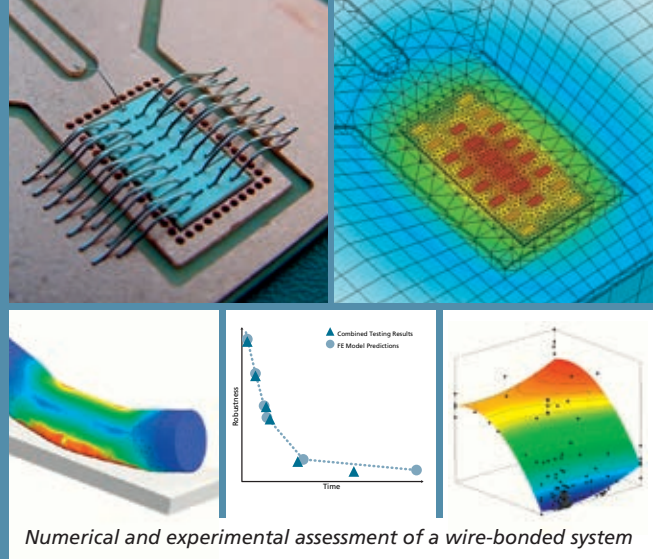 Combined Testing Results
FE Model Predictions
Robustness
Time
Numerical and experimental assessment of a wire-bonded system